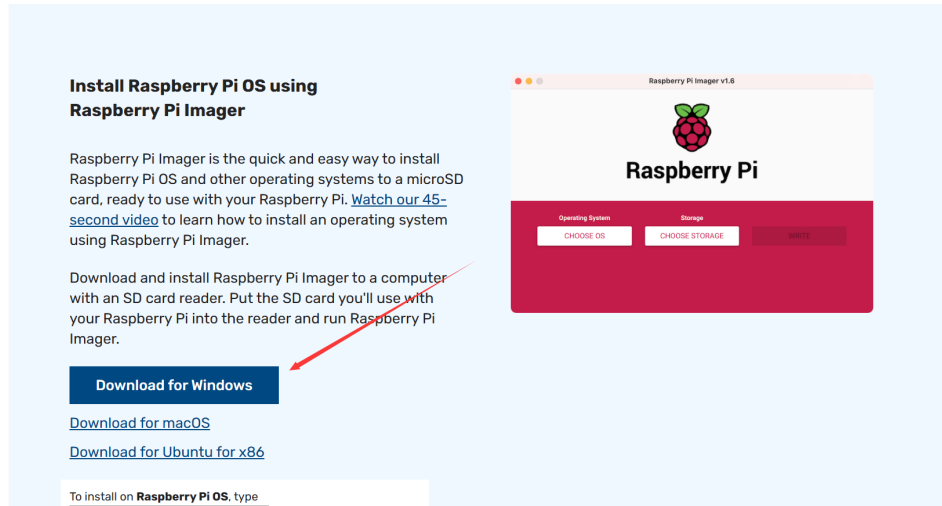 Install Raspberry Pi OS using
Raspberry Pi Imager
Raspberry Pi Imager is the quick and easy way to install
Raspberry Pi OS and other operating systems to a microSD
card, ready to use with your Raspberry Pi. Watch our 45-
second video to learn how to install an operating system
using Raspberry Pi Imager.
Download and install Raspberry Pi Imager to a computer
with an SD card reader. Put the SD card you'll use with
your Raspberry Pi into the reader and run Raspberry Pi
Imager.
Download for Windows
Download for macOS
Download for Ubuntu for x86
To install on Raspberry Pi OS, type
Raspberry Pi Imager v1.6
Raspberry Pi
Operating System
Storage
CHOOSE OS
CHOOSE STORAGE
WRITE